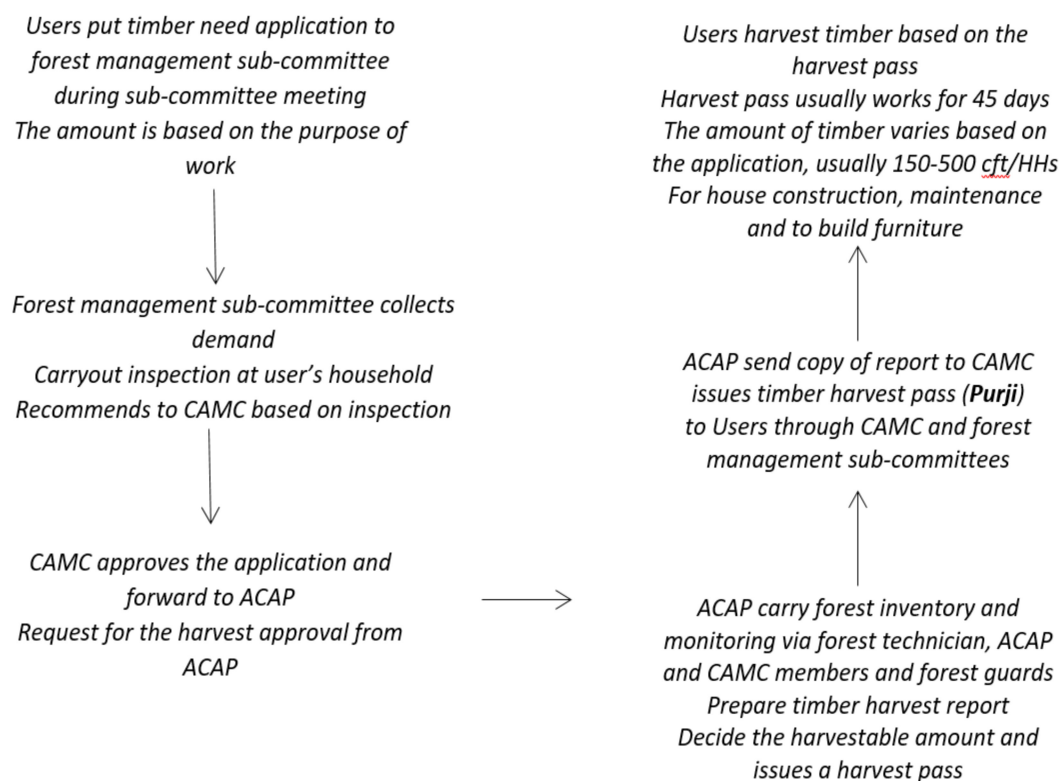 Users put timber need application to
forest management sub-committee
during sub-committee meeting
The amount is based on the purpose of
work
Forest management sub-committee collects
demand
Carryout inspection at user's household
Recommends to CAMC based on inspection
CAMC approves the application and
forward to ACAP
Request for the harvest approval from
ACAP
ACAP carry forest inventory and
monitoring via forest technician, ACAP
and CAMC members and forest guards
Prepare timber harvest report
Decide the harvestable amount and
issues a harvest pass
ACAP send copy of report to CAMC
issues timber harvest pass (Purji)
to Users through CAMC and forest
management sub-committees
Users harvest timber based on the
harvest pass
Harvest pass usually works for 45 days
The amount of timber varies based on
the application, usually 150-500 cft/HHs
For house construction, maintenance
and to build furniture